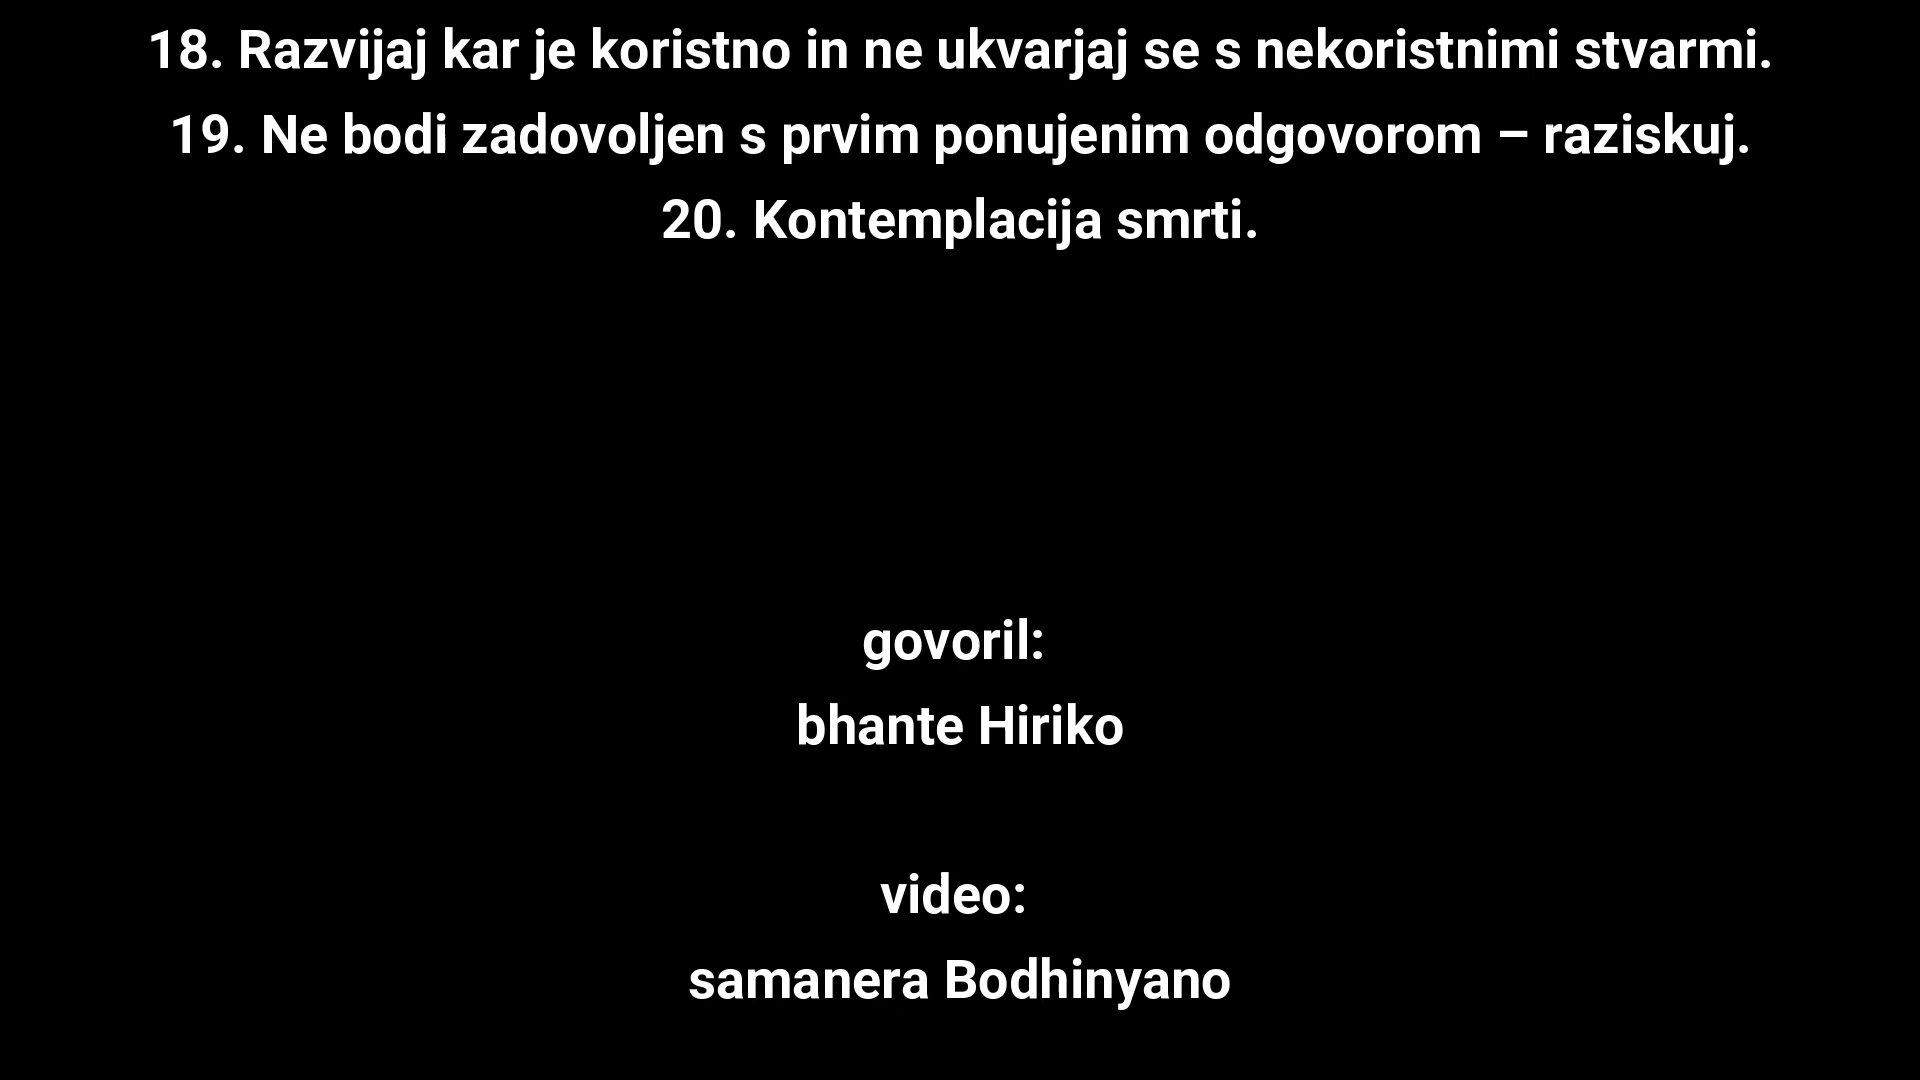 18. Razvijaj kar je koristno in ne ukvarjaj se s nekoristnimi stvarmi.
19. Ne bodi zadovoljen s prvim ponujenim odgovorom – raziskuj.
20. Kontemplacija smrti.
govoril:
bhante Hiriko
video:
samanera Bodhinyano